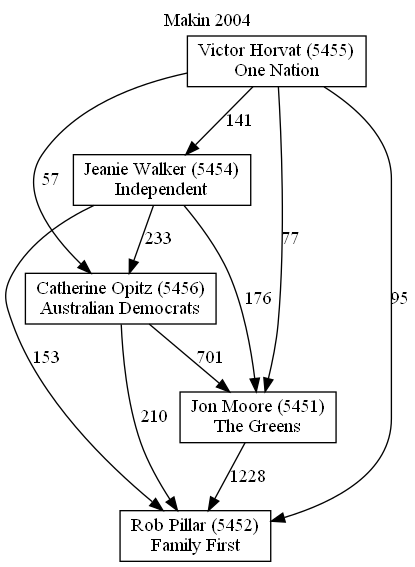 Makin 2004
Victor Horvat (5455)
One Nation
141
Jeanie Walker (5454)
Independent
57
233
77
Catherine Opitz (5456)
Australian Democrats
176
95
153
701
210
Jon Moore (5451)
The Greens
1228
Rob Pillar (5452)
Family First